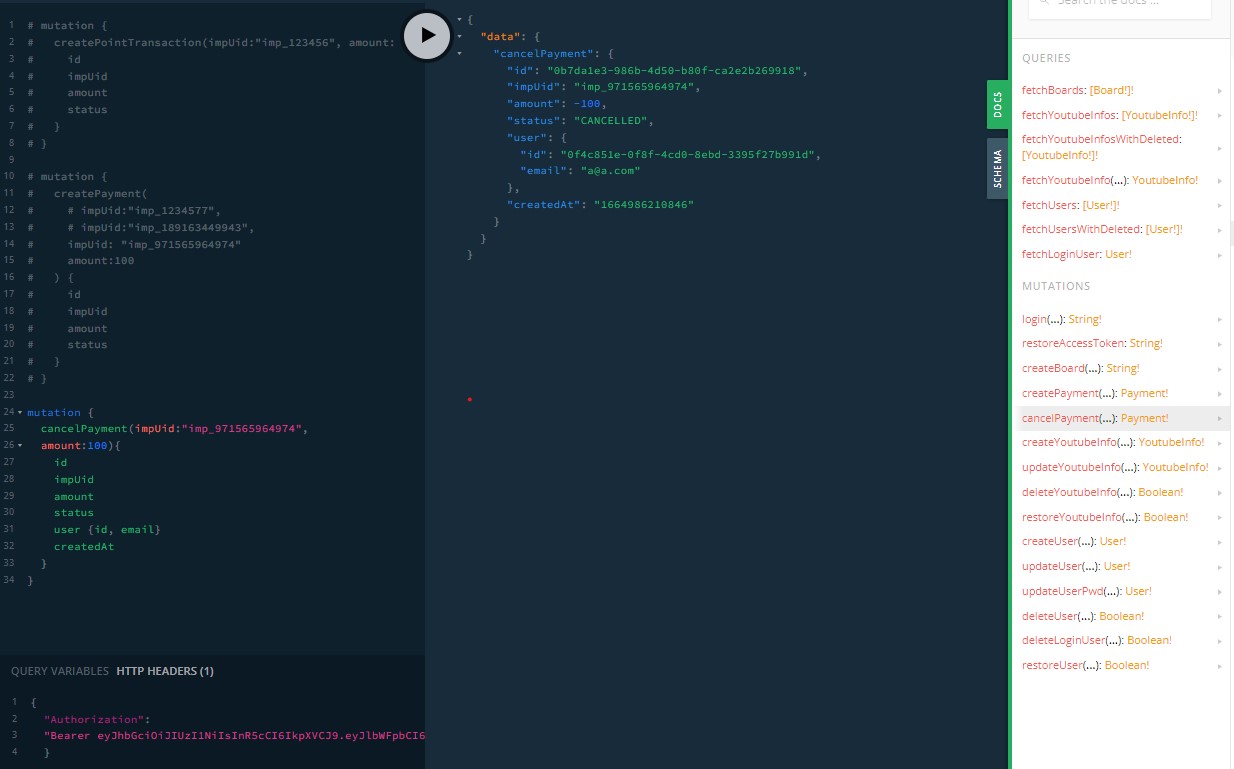 1 # mutation {
2 #   createPointTransaction(impUid:"imp_123456", amount:
3 #     id
4 #     impUid
5 #     amount
6 #     status
7 #   }
8 # }
9
10 # mutation {
11 #   createPayment(
12 #     # impUid:"imp_1234577",
13 #     # impUid:"imp_189163449943",
14 #     impUid: "imp_971565964974"
15 #     amount:100
16 #   ) {
17 #     id
18 #     impUid
19 #     amount
20 #     status
21 #   }
22 # }
23
24 mutation {
25   cancelPayment(impUid:"imp_971565964974",
26   amount:100){
27     id
28     impUid
29     amount
30     status
31     user {id, email}
32     createdAt
33   }
34 }
QUERY VARIABLES HTTP HEADERS (1)
1 {
2   "Authorization":
3   "Bearer eyJhbGciOiJIUzI1NiIsInR5cCI6IkpXVCJ9.eyJlbWFpbCI6
4   }
{
  "data": {
    "cancelPayment": {
      "id": "0b7da1e3-986b-4d50-b80f-ca2e2b269918",
      "impUid": "imp_971565964974",
      "amount": -100,
      "status": "CANCELLED",
      "user": {
        "id": "0f4c851e-0f8f-4cd0-8ebd-3395f27b991d",
        "email": "a@a.com"
      },
      "createdAt": "1664986210846"
    }
  }
}
DOCS
SCHEMA
Search the docs ...
QUERIES
fetchBoards: [Board!]!
fetchYoutubeInfos: [YoutubeInfo!]!
fetchYoutubeInfosWithDeleted:
[YoutubeInfo!]!
fetchYoutubeInfo(...): YoutubeInfo!
fetchUsers: [User!]!
fetchUsersWithDeleted: [User!]!
fetchLoginUser: User!
MUTATIONS
login(...): String!
restoreAccessToken: String!
createBoard(...): String!
createPayment(...): Payment!
cancelPayment(...): Payment!
createYoutubeInfo(...): YoutubeInfo!
updateYoutubeInfo(...): YoutubeInfo!
deleteYoutubeInfo(...): Boolean!
restoreYoutubeInfo(...): Boolean!
createUser(...): User!
updateUser(...): User!
updateUserPwd(...): User!
deleteUser(...): Boolean!
deleteLoginUser(...): Boolean!
restoreUser(...): Boolean!